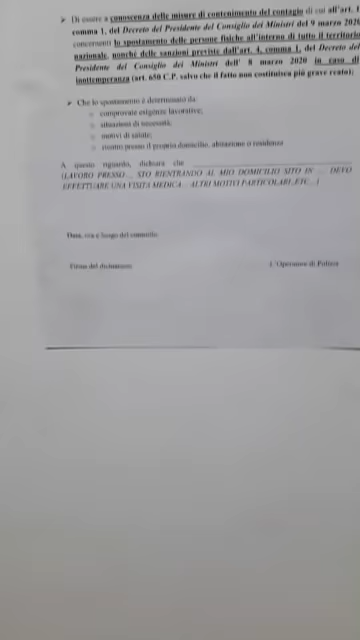 ➢ Di essere a conoscenza delle misure di contenimento del contagio di cui all'art. 1
comma 1, del Decreto del Presidente del Consiglio dei Ministri del 9 marzo 2020
concernenti lo spostamento delle persone fisiche all'interno di tutto il territorio
nazionale, nonché delle sanzioni previste dall'art. 4, comma 1, del Decreto del
Presidente del Consiglio dei Ministri dell' 8 marzo 2020 in caso di
inottemperanza (art. 650 C.P. salvo che il fatto non costituisca più grave reato);
➢ Che lo spostamento è determinato da:
○ comprovate esigenze lavorative;
○ situazioni di necessità;
○ motivi di salute;
○ rientro presso il proprio domicilio, abitazione o residenza
A questo riguardo, dichiara che
(LAVORO PRESSO… STO RIENTRANDO AL MIO DOMICILIO SITO IN … DEVO
EFFETTUARE UNA VISITA MEDICA… ALTRI MOTIVI PARTICOLARI, ETC…)
Data, ora e luogo del controllo
Firma del dichiarante L'Operatore di Polizia